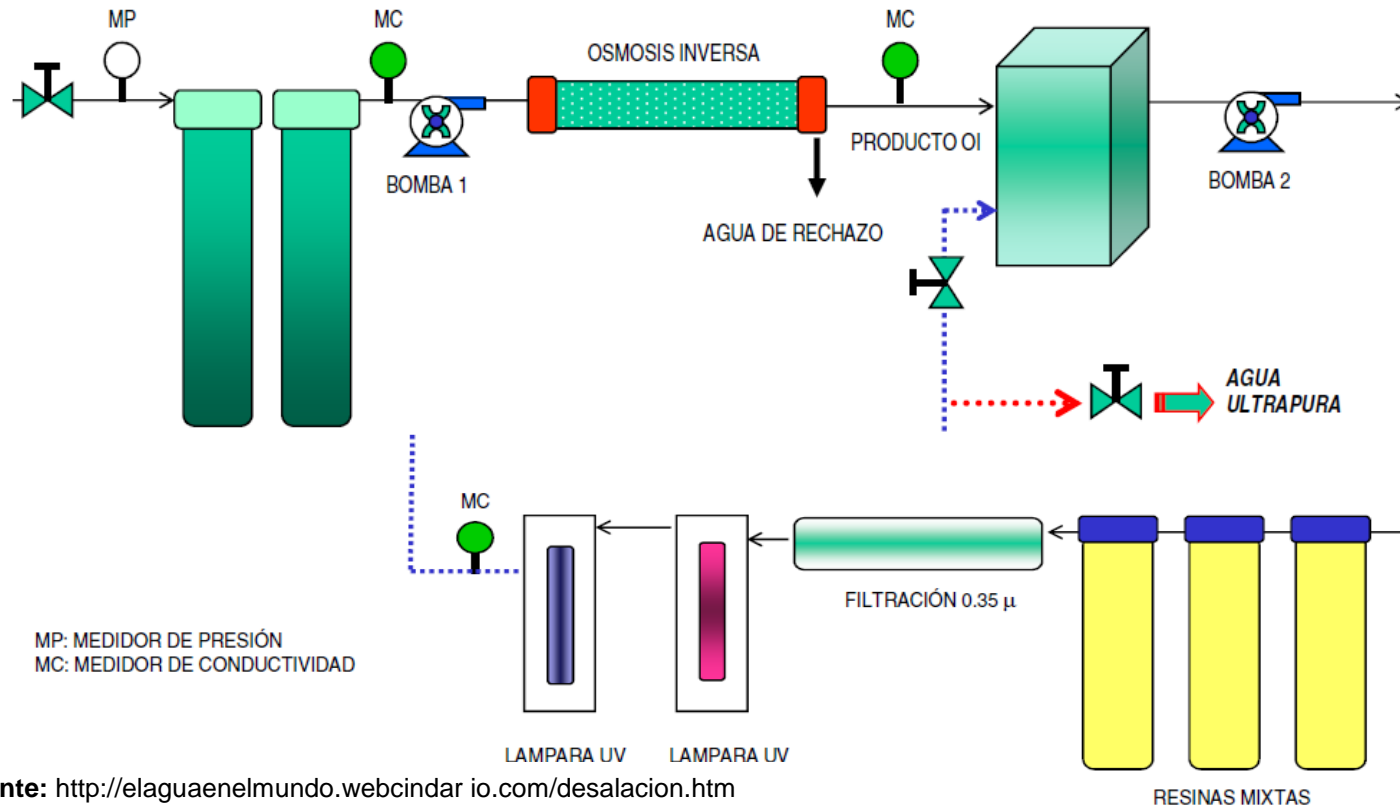 MP
MC
MC
OSMOSIS INVERSA
PRODUCTO OI
BOMBA 1
BOMBA 2
AGUA DE RECHAZO
AGUA
ULTRAPURA
MC
FILTRACIÓN 0.35 µ
MP: MEDIDOR DE PRESIÓN
MC: MEDIDOR DE CONDUCTIVIDAD
LAMPARA UV
LAMPARA UV
nte: http://elaguaenelmundo.webcindar io.com/desalacion.htm
RESINAS MIXTAS